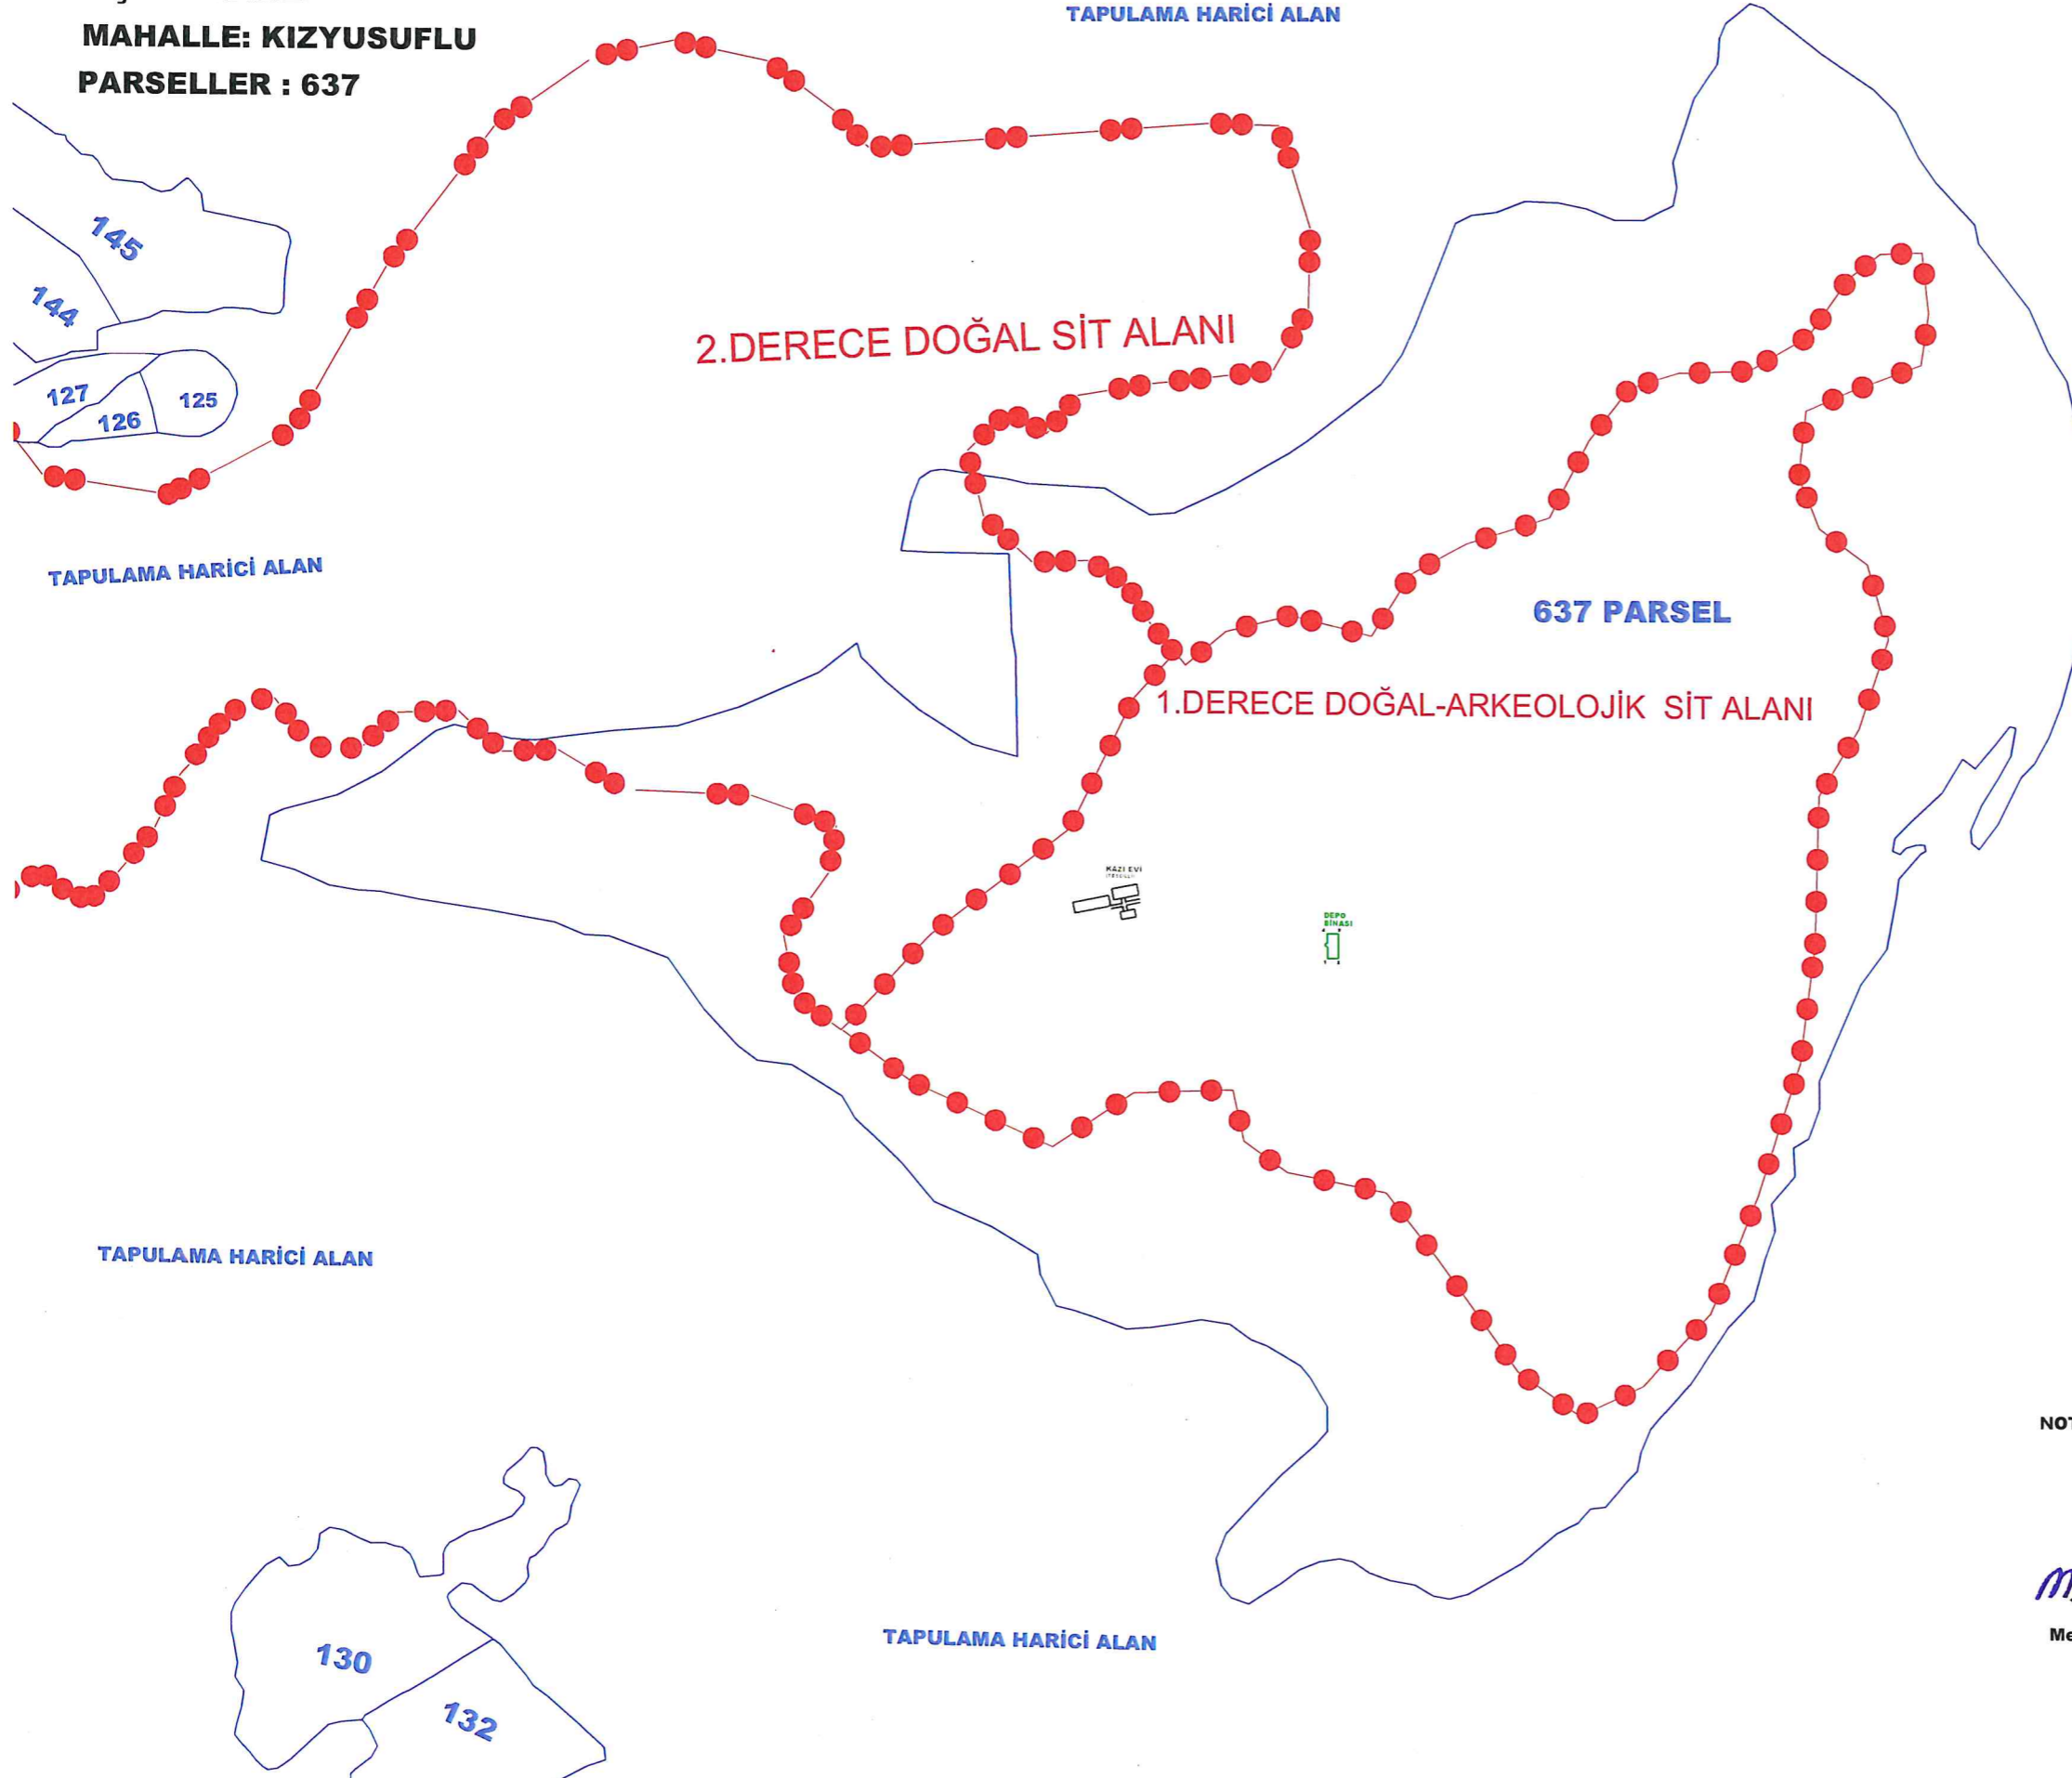 MAHALLE: KIZYUSUFLU
PARSELLER : 637
TAPULAMA HARİCİ ALAN
145
144
127
126
125
2.DERECE DOĞAL SİT ALANI
TAPULAMA HARİCİ ALAN
637 PARSEL
1.DERECE DOĞAL-ARKEOLOJİK SİT ALANI
KAZI EVİ
DEPO
BİNASI
TAPULAMA HARİCİ ALAN
TAPULAMA HARİCİ ALAN
130
132